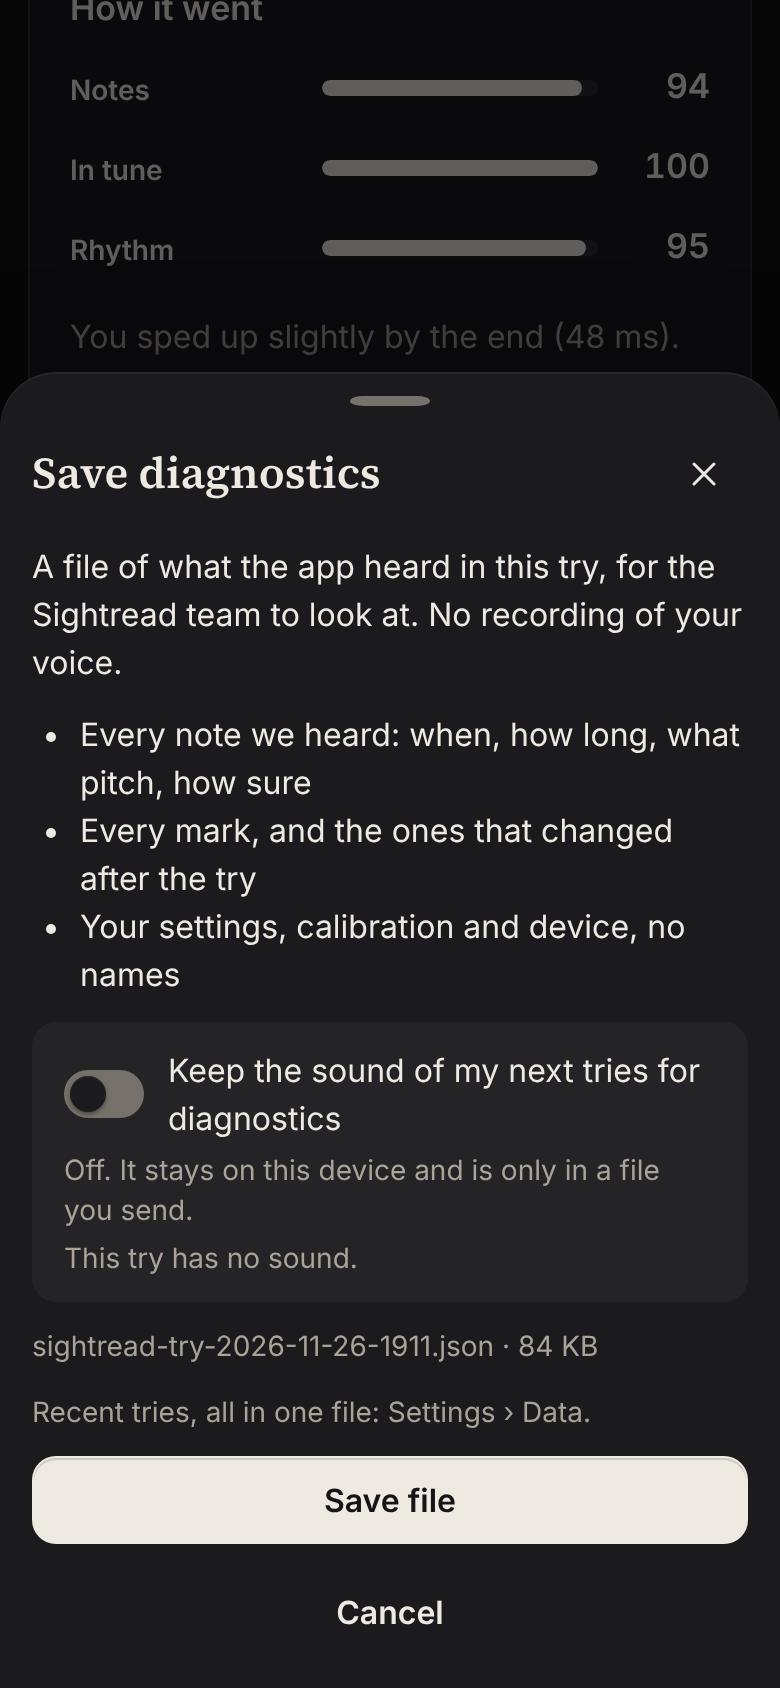 How it went
Notes 94
In tune 100
Rhythm 95
You sped up slightly by the end (48 ms).
Save diagnostics
A file of what the app heard in this try, for the
Sightread team to look at. No recording of your
voice.
• Every note we heard: when, how long, what
pitch, how sure
• Every mark, and the ones that changed
after the try
• Your settings, calibration and device, no
names
Keep the sound of my next tries for
diagnostics
Off. It stays on this device and is only in a file
you send.
This try has no sound.
sightread-try-2026-11-26-1911.json · 84 KB
Recent tries, all in one file: Settings › Data.
Save file
Cancel